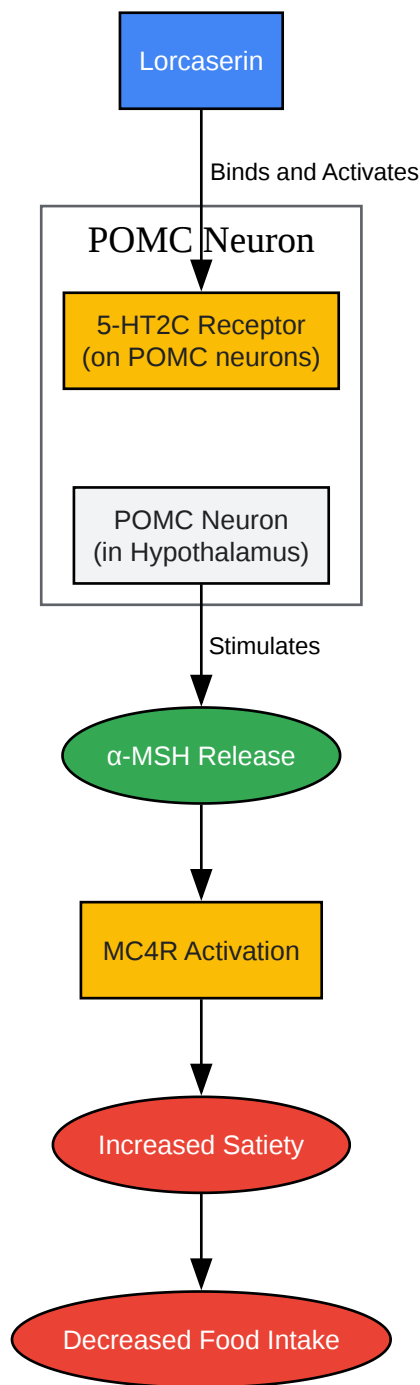 Lorcaserin
Binds and Activates
POMC Neuron
5-HT2C Receptor
(on POMC neurons)
POMC Neuron
(in Hypothalamus)
Stimulates
α-MSH Release
MC4R Activation
Increased Satiety
Decreased Food Intake